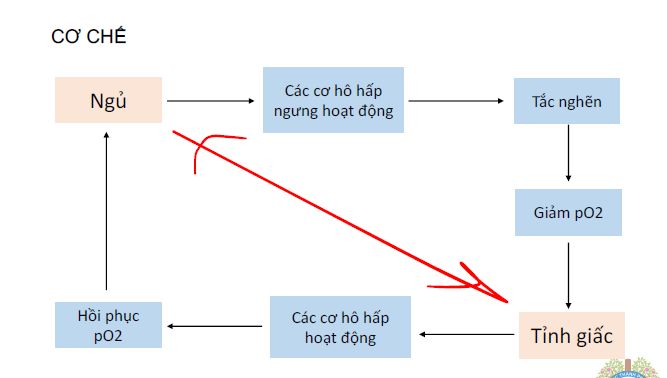 CƠ CHẾ
Ngủ
Các cơ hô hấp
ngưng hoạt động
Tắc nghẽn
Giảm pO2
Tỉnh giấc
Các cơ hô hấp
hoạt động
Hồi phục
pO2